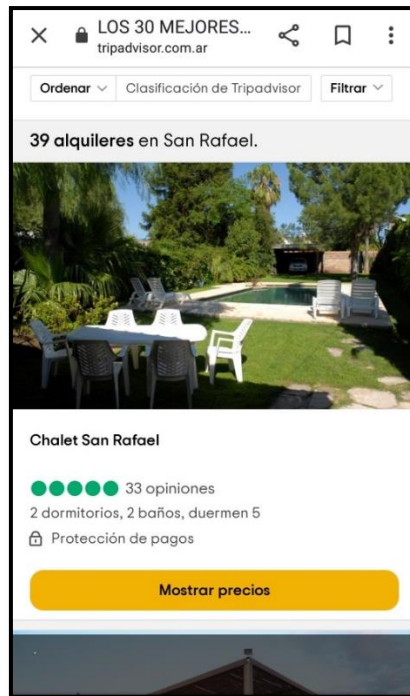 LOS 30 MEJORES...
tripadvisor.com.ar
Ordenar Clasificación de Tripadvisor Filtrar
39 alquileres en San Rafael.
Chalet San Rafael
33 opiniones
2 dormitorios, 2 baños, duermen 5
Protección de pagos
Mostrar precios